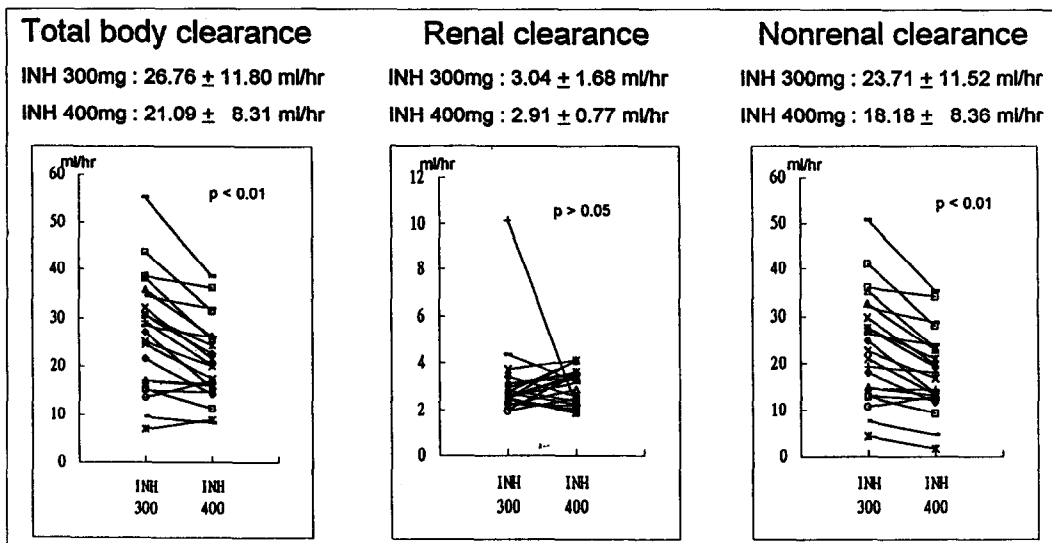 Total body clearance
INH 300mg : 26.76 ± 11.80 ml/hr
INH 400mg : 21.09 ± 8.31 ml/hr
ml/hr
60
50
40
30
20
10
0
p < 0.01
INH INH
300 400
Renal clearance
INH 300mg : 3.04 ± 1.68 ml/hr
INH 400mg : 2.91 ± 0.77 ml/hr
ml/hr
12
10
8
6
4
2
0
p > 0.05
INH INH
300 400
Nonrenal clearance
INH 300mg : 23.71 ± 11.52 ml/hr
INH 400mg : 18.18 ± 8.36 ml/hr
ml/hr
60
50
40
30
20
10
0
p < 0.01
INH INH
300 400